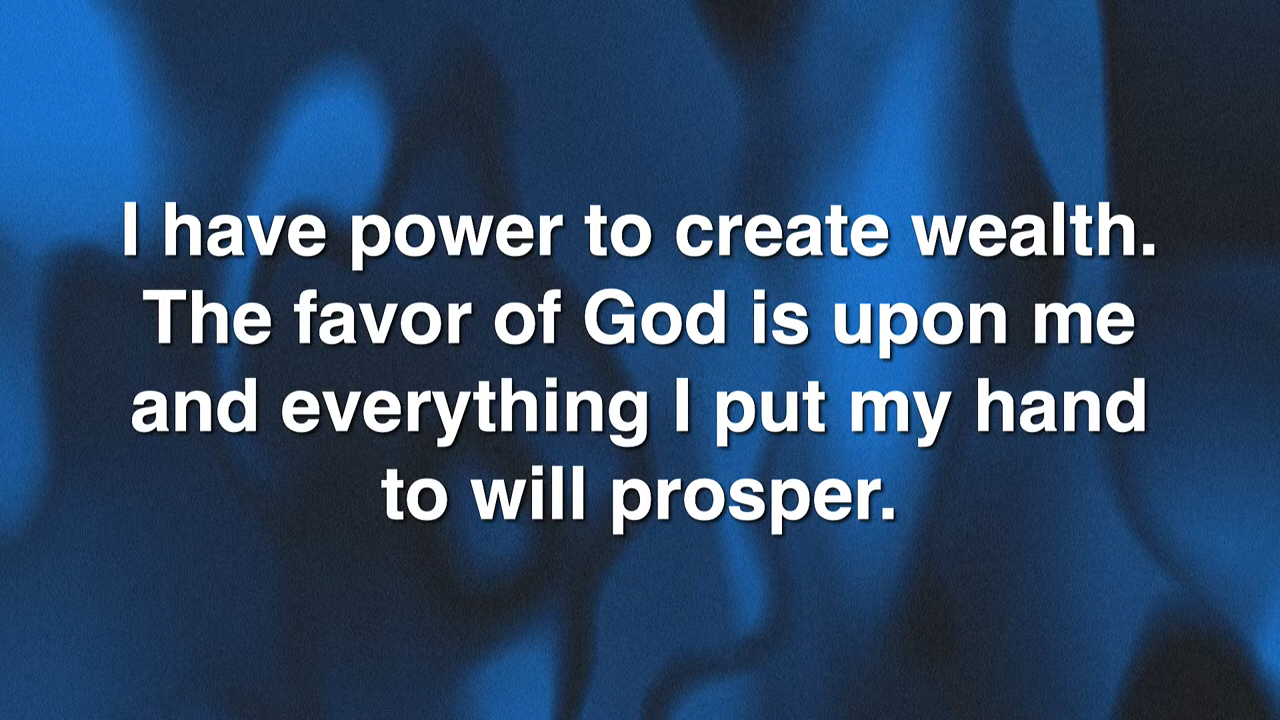 I have power to create wealth.
The favor of God is upon me
and everything I put my hand
to will prosper.